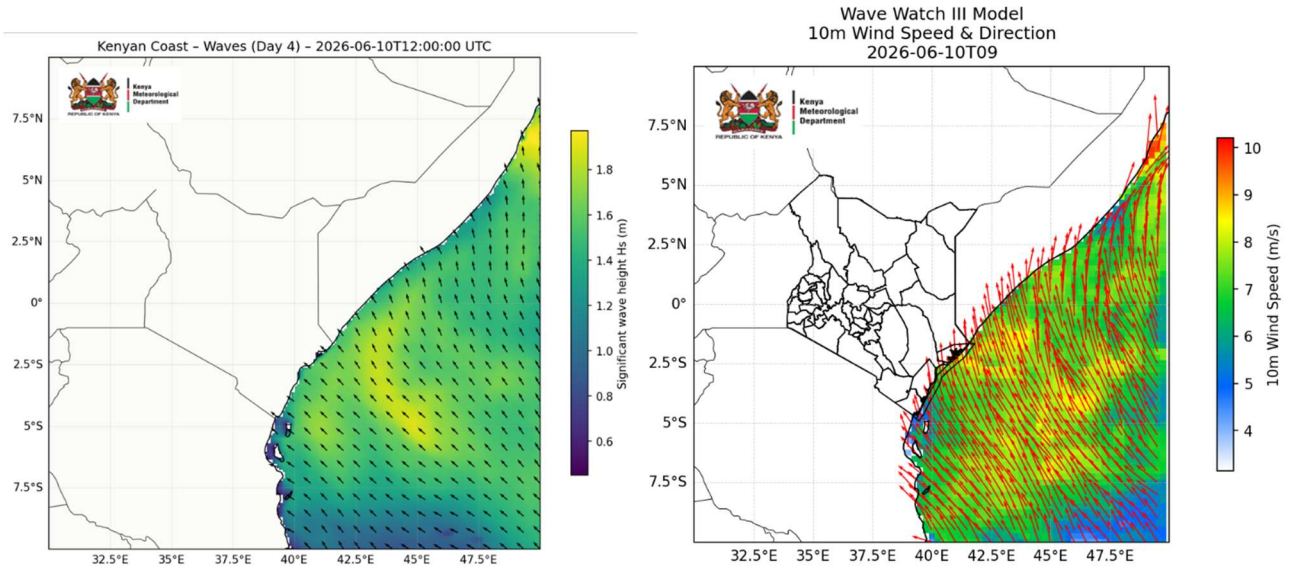 Kenyan Coast – Waves (Day 4) – 2026-06-10T12:00:00 UTC
Kenya
Meteorological
Department
REPUBLIC OF KENYA
7.5°N
5°N
2.5°N
0°
2.5°S
5°S
7.5°S
32.5°E
35°E
37.5°E
40°E
42.5°E
45°E
47.5°E
1.8
1.6
1.4
1.2
1.0
0.8
0.6
Significant wave height Hs (m)
Wave Watch III Model
10m Wind Speed & Direction
2026-06-10T09
Kenya
Meteorological
Department
REPUBLIC OF KENYA
7.5°N
5°N
2.5°N
0°
2.5°S
5°S
7.5°S
32.5°E
35°E
37.5°E
40°E
42.5°E
45°E
47.5°E
10
9
8
7
6
5
4
10m Wind Speed (m/s)